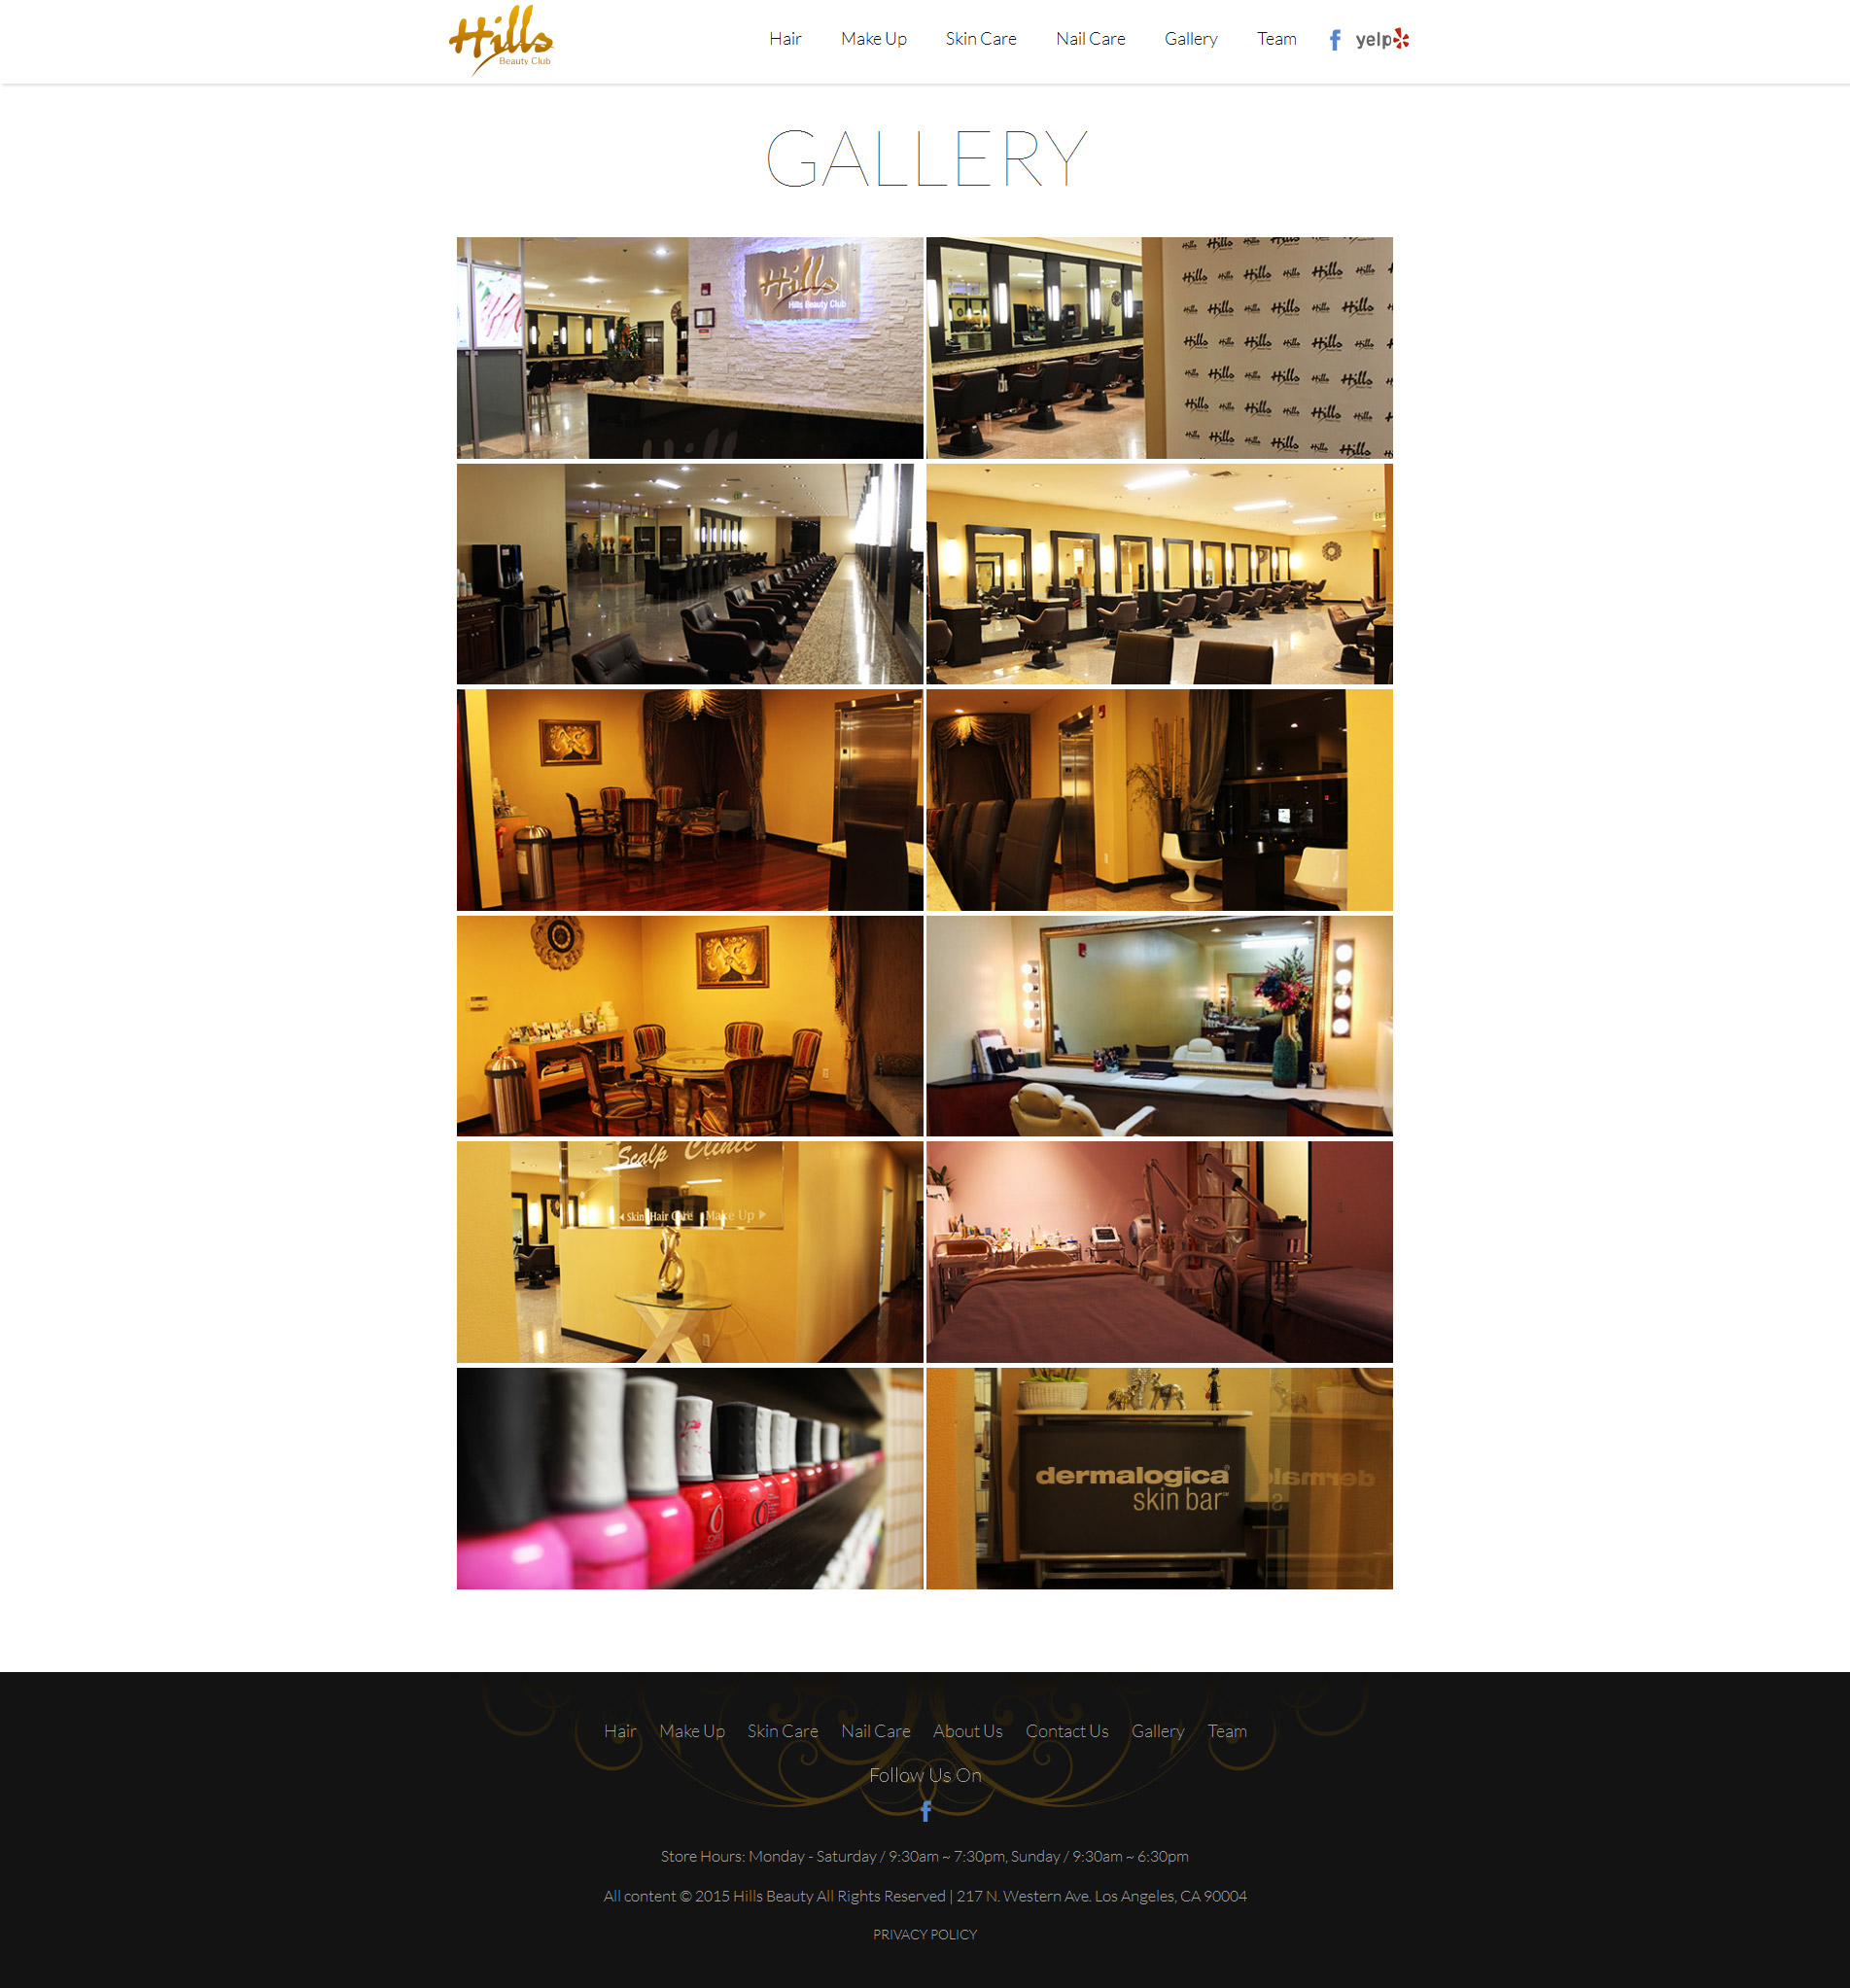 Hills
Beauty Club
Hair Make Up Skin Care Nail Care Gallery Team f yelp
GALLERY
Hills
Hills Beauty Club
Scalp Clinic
Skin Hair Care Make Up
dermalogica
skin bar
Hair Make Up Skin Care Nail Care About Us Contact Us Gallery Team
Follow Us On
f
Store Hours: Monday - Saturday / 9:30am ~ 7:30pm, Sunday / 9:30am ~ 6:30pm
All content © 2015 Hills Beauty All Rights Reserved | 217 N. Western Ave. Los Angeles, CA 90004
PRIVACY POLICY